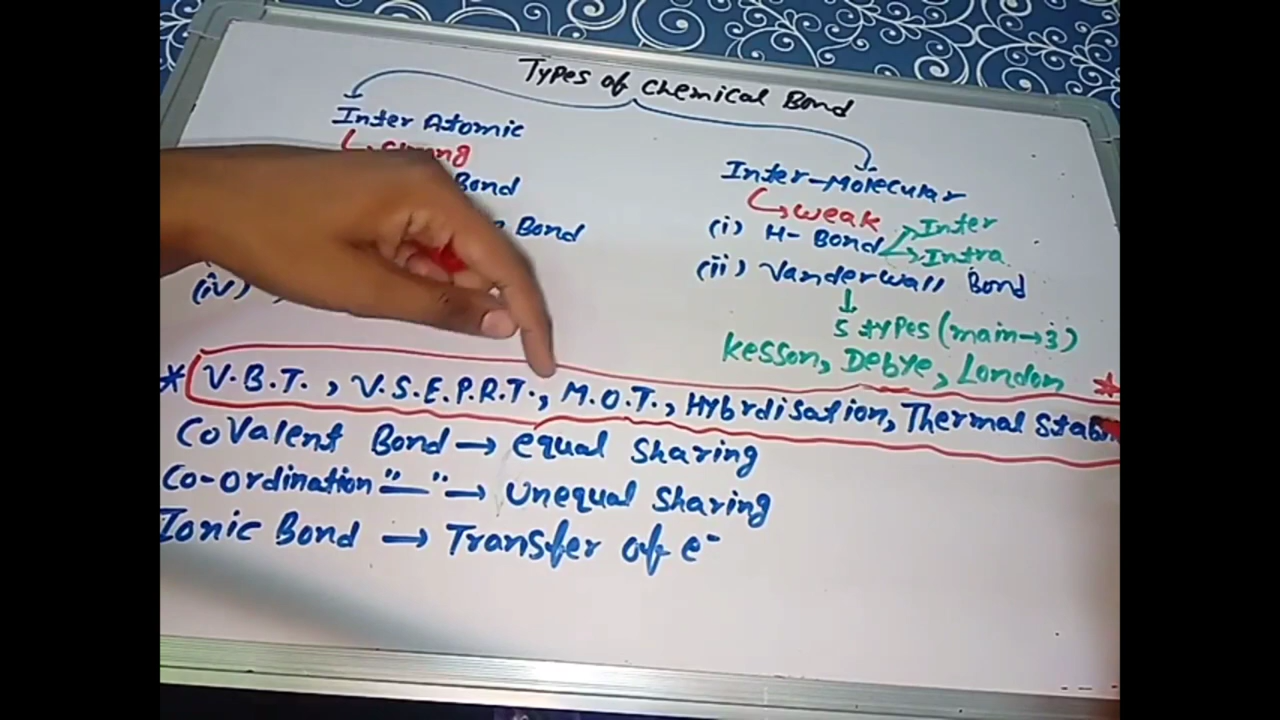 Types of Chemical Bond
Inter Atomic
Bond
Bond
(iv)
Inter-Molecular
weak
(i) H-Bond
Inter
Intra
(ii) Vanderwall Bond
5 types (main→3)
Kesson, Debye, London
* V.B.T., V.S.E.P.R.T., M.O.T., Hybrdisation, Thermal
Covalent Bond → equal Sharing
Co-ordination "—" → Unequal Sharing
Ionic Bond → Transfer of e⁻